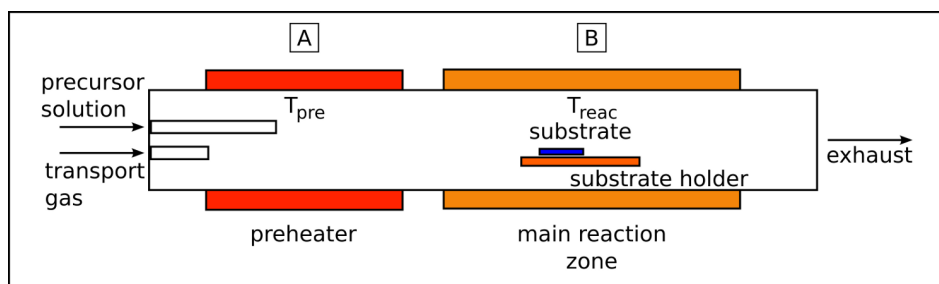 A
B
precursor
solution
T_pre
T_reac
substrate
transport
gas
substrate holder
exhaust
preheater
main reaction
zone